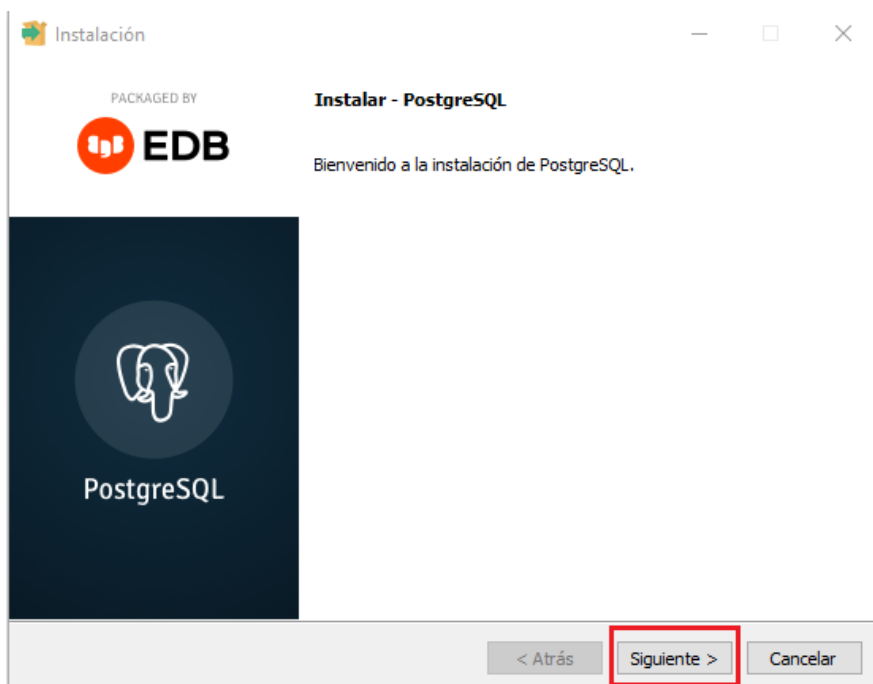 Instalación
PACKAGED BY
EDB
Instalar - PostgreSQL
Bienvenido a la instalación de PostgreSQL.
PostgreSQL
< Atrás
Siguiente >
Cancelar